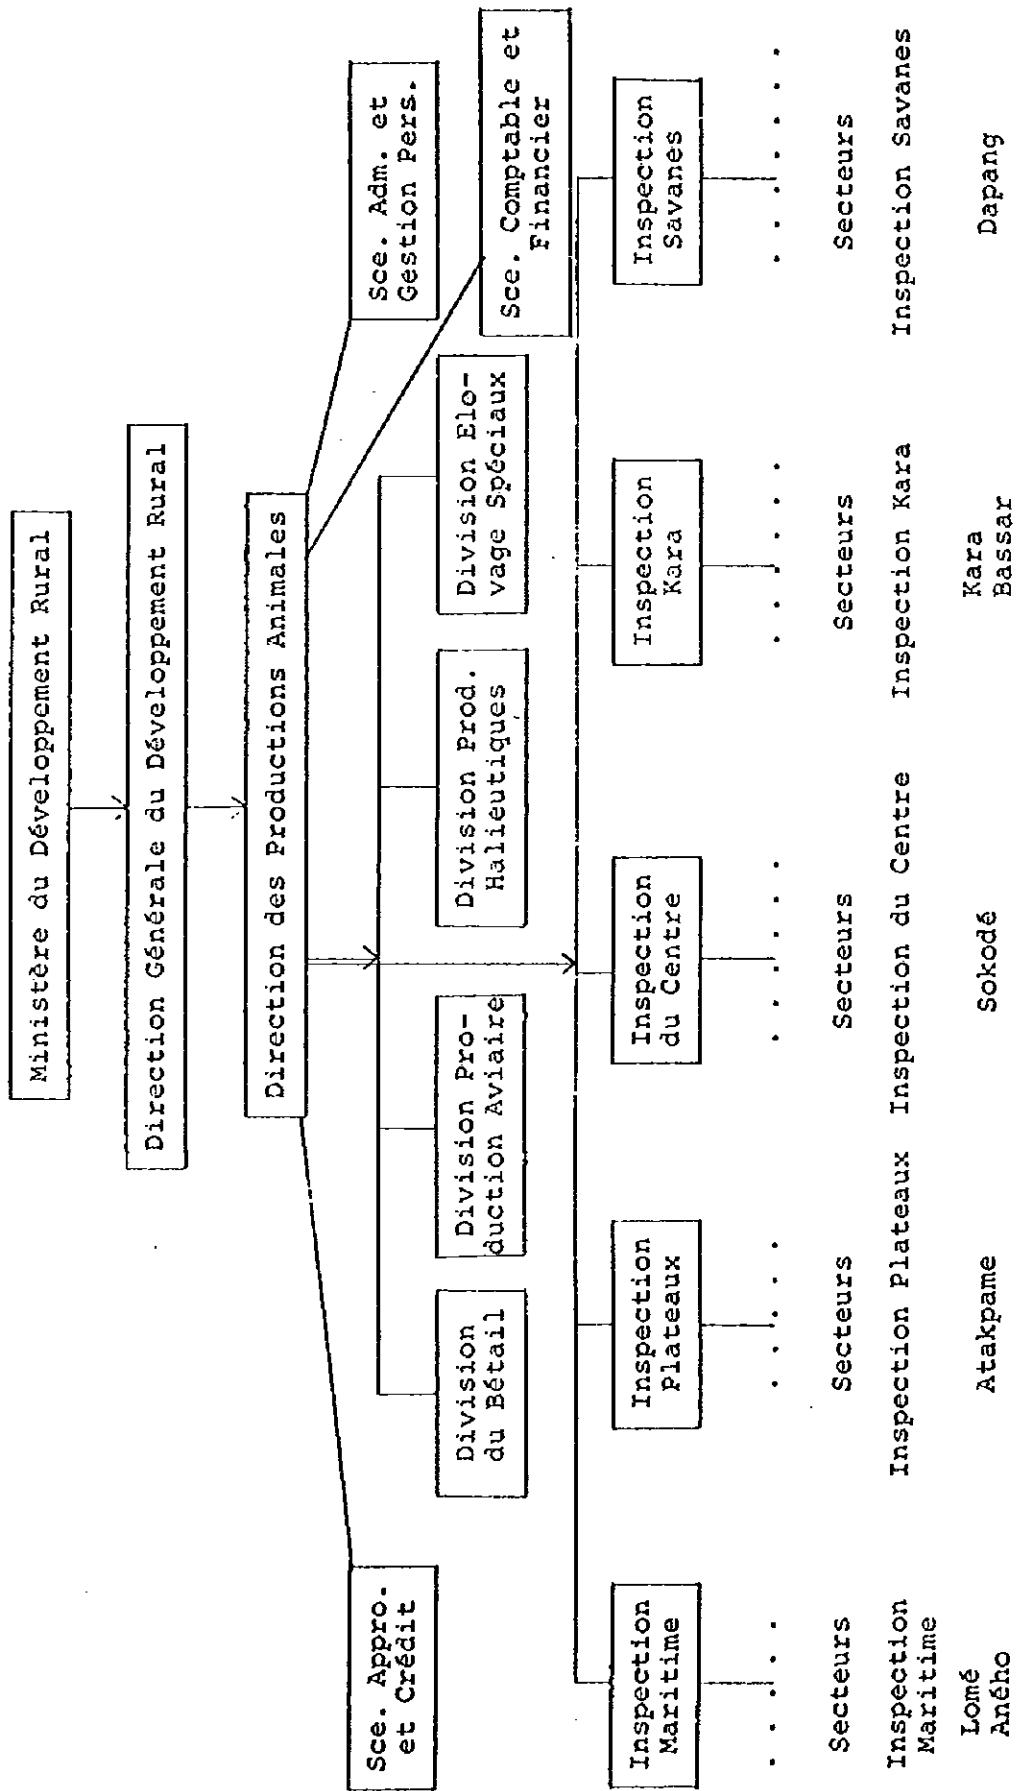 Ministère du Développement Rural
Direction Générale du Développement Rural
Direction des Productions Animales
Sce. Appro.
et Crédit
Sce. Adm. et
Gestion Pers.
Division
du Bétail
Division Pro-
duction Aviaire
Division Prod.
Halieutiques
Division Elo-
vage Spéciaux
Sce. Comptable et
Financier
Inspection
Maritime
Inspection
Plateaux
Inspection
du Centre
Inspection
Kara
Inspection
Savanes
Secteurs
Secteurs
Secteurs
Secteurs
Secteurs
Inspection
Maritime
Inspection Plateaux
Inspection du Centre
Inspection Kara
Inspection Savanes
Lomé
Aného
Atakpame
Sokodé
Kara
Bassar
Dapang